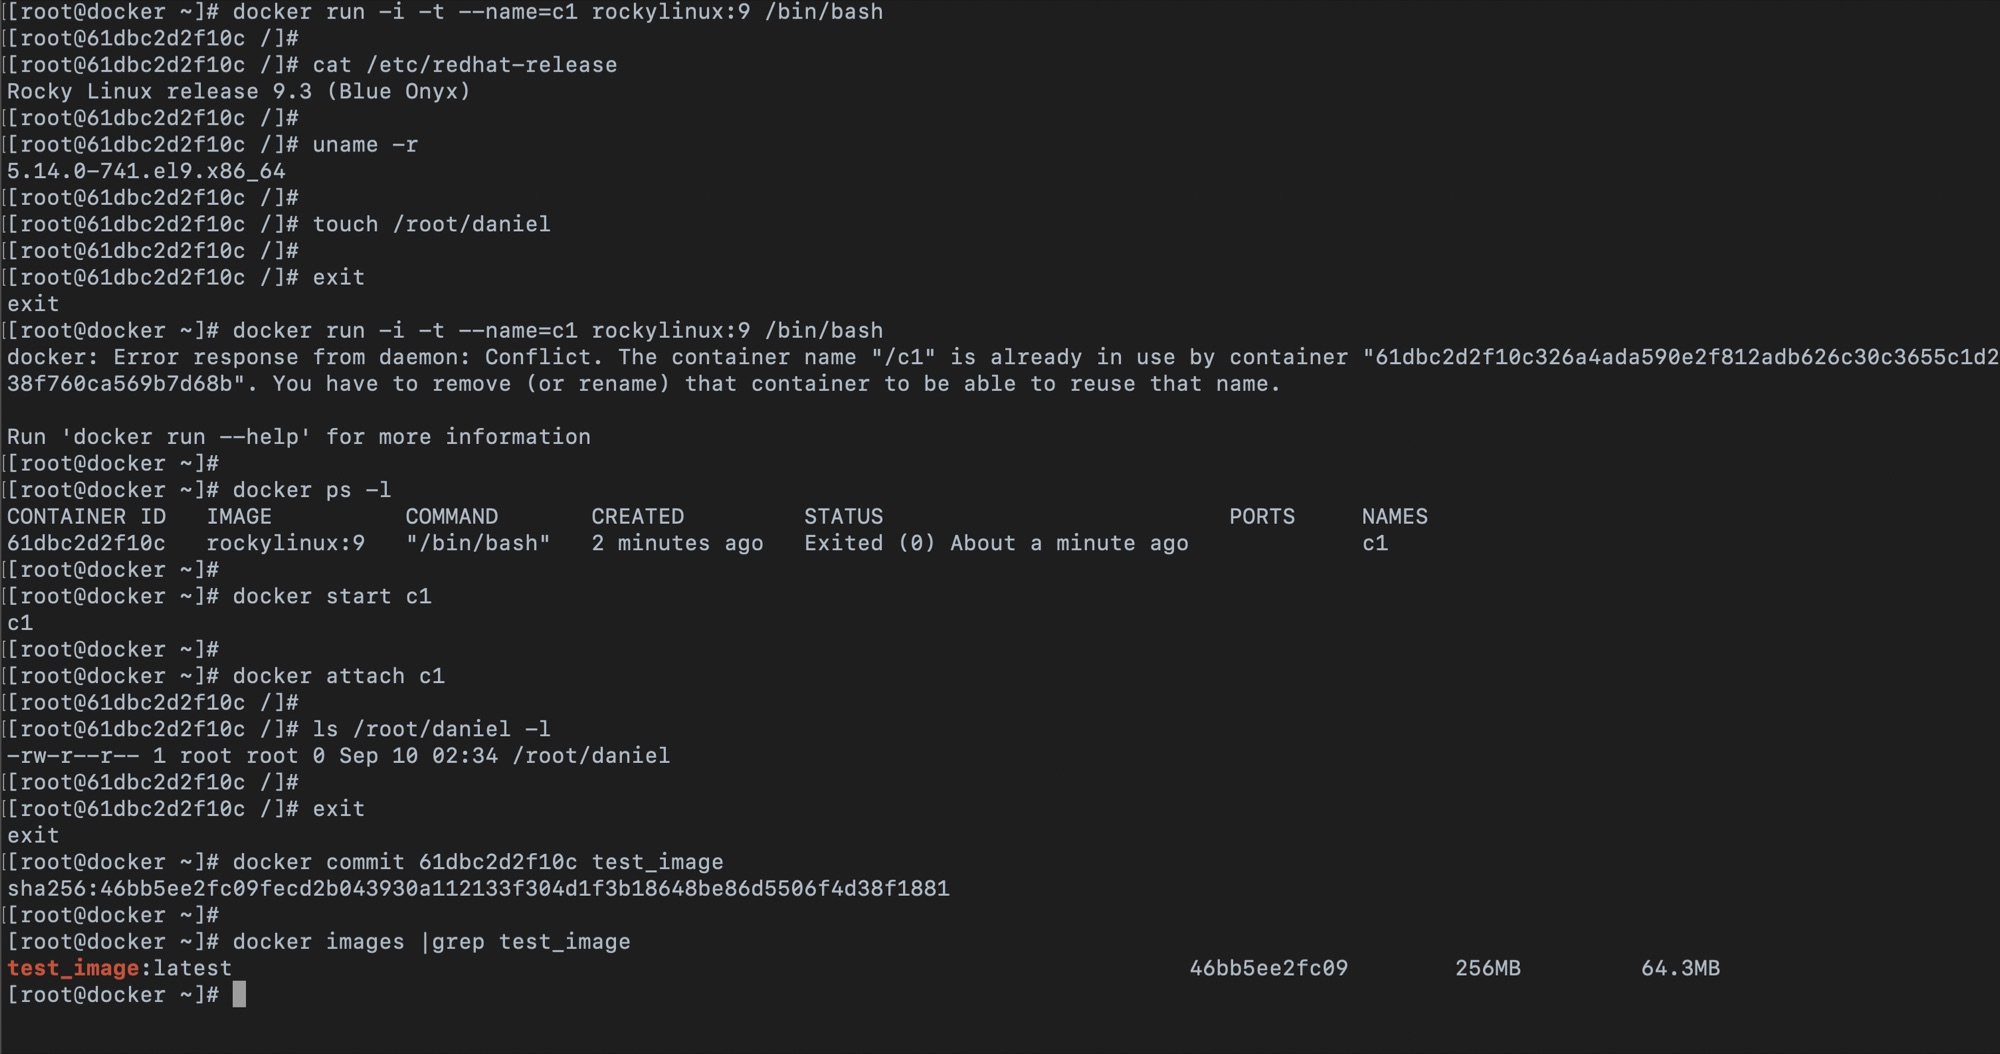 [root@docker ~]# docker run -i -t --name=c1 rockylinux:9 /bin/bash
[[root@61dbc2d2f10c /]#
[[root@61dbc2d2f10c /]# cat /etc/redhat-release
Rocky Linux release 9.3 (Blue Onyx)
[[root@61dbc2d2f10c /]#
[[root@61dbc2d2f10c /]# uname -r
5.14.0-741.el9.x86_64
[[root@61dbc2d2f10c /]#
[[root@61dbc2d2f10c /]# touch /root/daniel
[[root@61dbc2d2f10c /]#
[[root@61dbc2d2f10c /]# exit
exit
[[root@docker ~]# docker run -i -t --name=c1 rockylinux:9 /bin/bash
docker: Error response from daemon: Conflict. The container name "/c1" is already in use by container "61dbc2d2f10c326a4ada590e2f812adb626c30c3655c1d2
38f760ca569b7d68b". You have to remove (or rename) that container to be able to reuse that name.

Run 'docker run --help' for more information
[[root@docker ~]#
[[root@docker ~]# docker ps -l
CONTAINER ID   IMAGE          COMMAND       CREATED         STATUS                          PORTS     NAMES
61dbc2d2f10c   rockylinux:9   "/bin/bash"   2 minutes ago   Exited (0) About a minute ago             c1
[[root@docker ~]#
[[root@docker ~]# docker start c1
c1
[[root@docker ~]#
[[root@docker ~]# docker attach c1
[[root@61dbc2d2f10c /]#
[[root@61dbc2d2f10c /]# ls /root/daniel -l
-rw-r--r-- 1 root root 0 Sep 10 02:34 /root/daniel
[[root@61dbc2d2f10c /]#
[[root@61dbc2d2f10c /]# exit
exit
[[root@docker ~]# docker commit 61dbc2d2f10c test_image
sha256:46bb5ee2fc09fecd2b043930a112133f304d1f3b18648be86d5506f4d38f1881
[[root@docker ~]#
[root@docker ~]# docker images |grep test_image
test_image:latest                                                                        46bb5ee2fc09        256MB         64.3MB
[root@docker ~]#